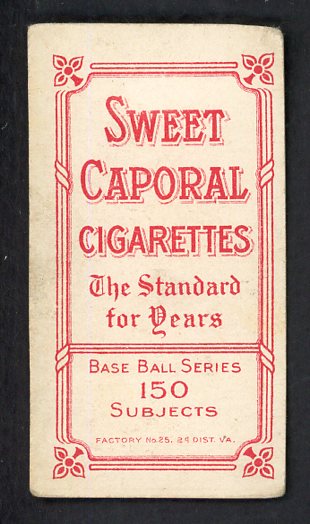 SWEET
CAPORAL
CIGARETTES
The Standard
for Years
BASE BALL SERIES
150
SUBJECTS
FACTORY No. 25. 2d DIST. VA.